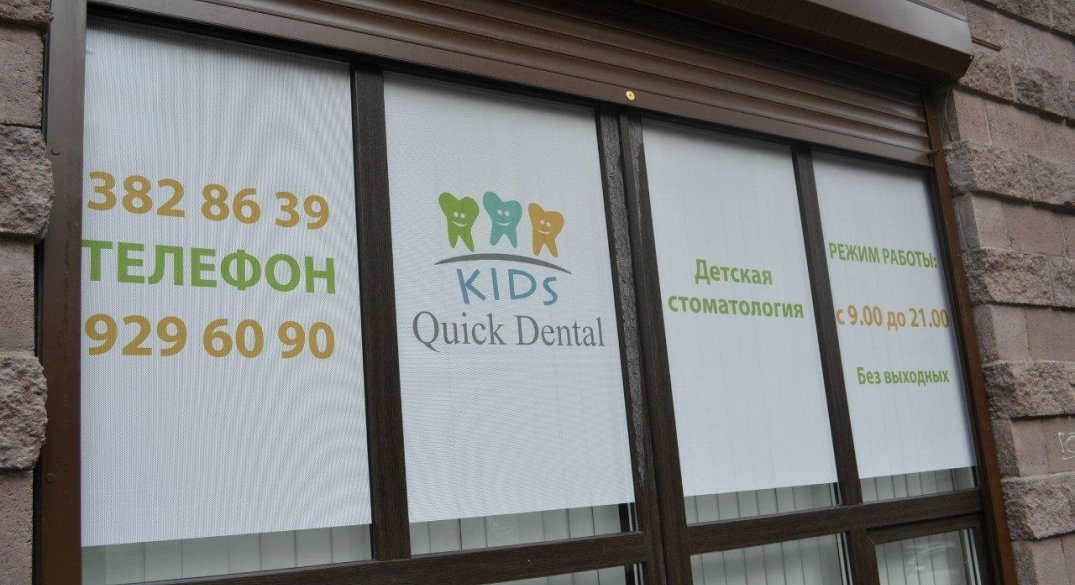 382 86 39
ТЕЛЕФОН
929 60 90
KIDs
Quick Dental
Детская
стоматология
РЕЖИМ РАБОТЫ:
с 9.00 до 21.00
Без выходных